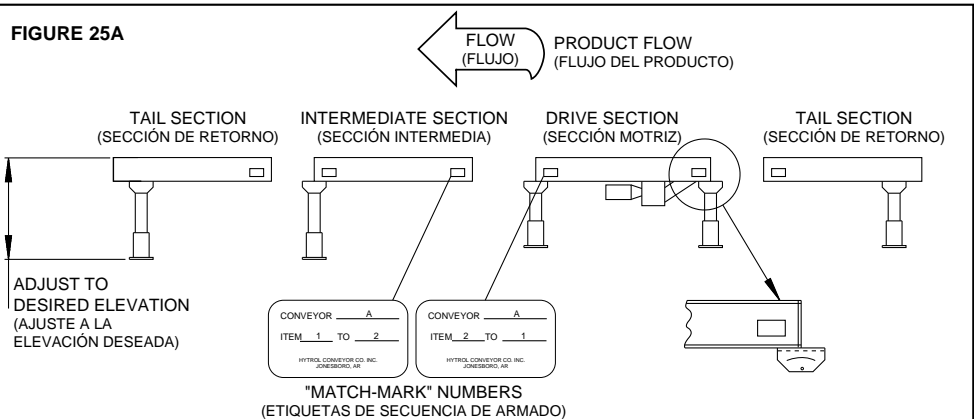 FIGURE 25A
FLOW
(FLUJO)
PRODUCT FLOW
(FLUJO DEL PRODUCTO)
TAIL SECTION
(SECCIÓN DE RETORNO)
INTERMEDIATE SECTION
(SECCIÓN INTERMEDIA)
DRIVE SECTION
(SECCIÓN MOTRIZ)
TAIL SECTION
(SECCIÓN DE RETORNO)
ADJUST TO
DESIRED ELEVATION
(AJUSTE A LA
ELEVACIÓN DESEADA)
CONVEYOR A
ITEM 1 TO 2
HYTROL CONVEYOR CO. INC.
JONESBORO, AR
CONVEYOR A
ITEM 2 TO 1
HYTROL CONVEYOR CO. INC.
JONESBORO, AR
"MATCH-MARK" NUMBERS
(ETIQUETAS DE SECUENCIA DE ARMADO)